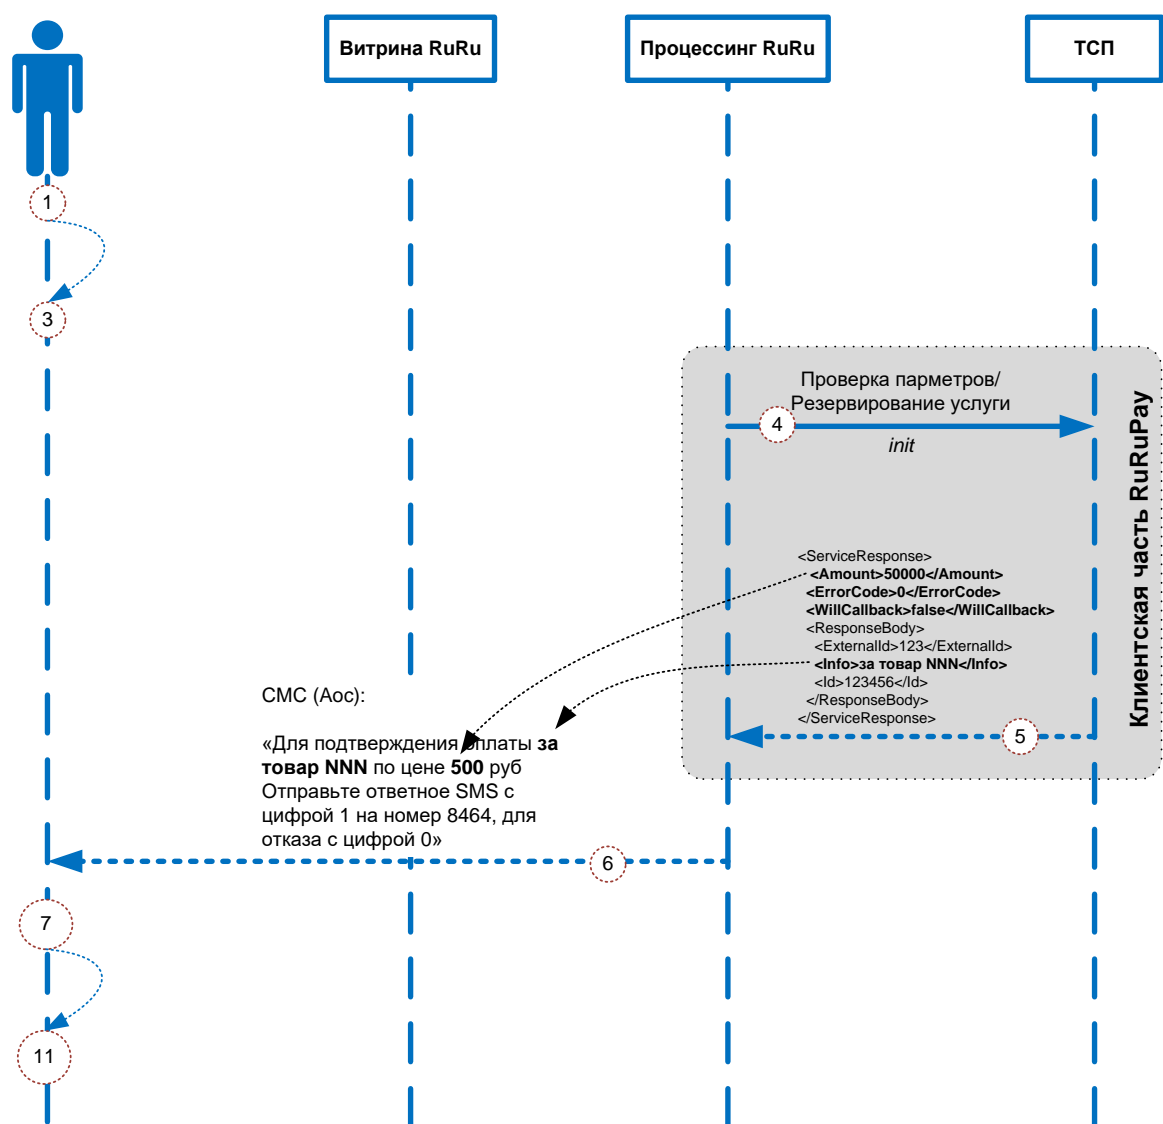 Витрина RuRu
Процессинг RuRu
ТСП
1
3
Проверка парметров/
Резервирование услуги
4
init
Клиентская часть RuRuPay
<ServiceResponse>
<Amount>50000</Amount>
<ErrorCode>0</ErrorCode>
<WillCallback>false</WillCallback>
<ResponseBody>
<ExternalId>123</ExternalId>
<Info>за товар NNN</Info>
<Id>123456</Id>
</ResponseBody>
</ServiceResponse>
5
СМС (Аос):
«Для подтверждения оплаты за
товар NNN по цене 500 руб
Отправьте ответное SMS с
цифрой 1 на номер 8464, для
отказа с цифрой 0»
6
7
11